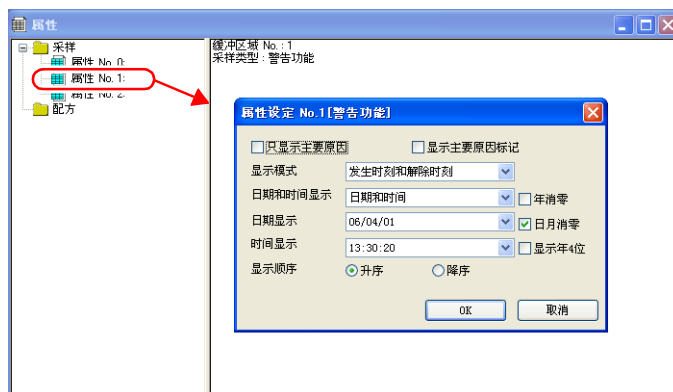 属性
采样
属性 No. 0:
属性 No. 1:
属性 No. 2:
配方
缓冲区域 No. : 1
采样类型 : 警告功能
属性设定 No.1[警告功能]
只显示主要原因 显示主要原因标记
显示模式 发生时刻和解除时刻
日期和时间显示 日期和时间 年消零
日期显示 06/04/01 日月消零
时间显示 13:30:20 显示年4位
显示顺序 升序 降序
OK 取消